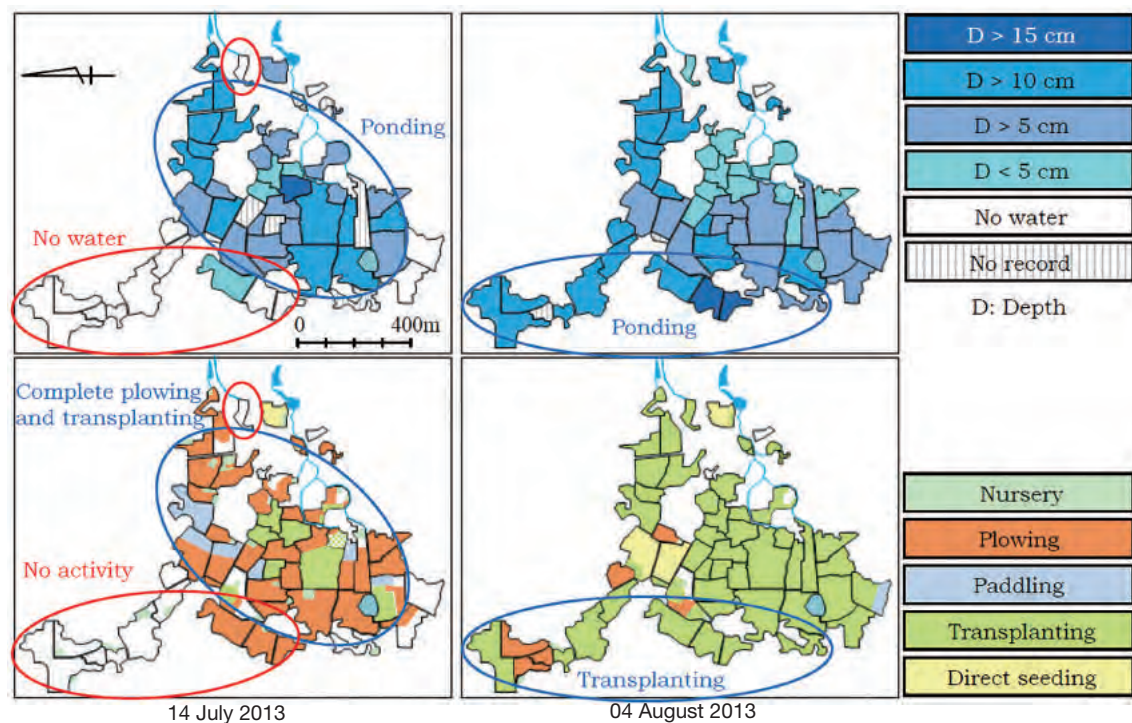 Ponding
No water
0 400m
Ponding
D > 15 cm
D > 10 cm
D > 5 cm
D < 5 cm
No water
No record
D: Depth
Complete plowing
and transplanting
No activity
Transplanting
Nursery
Plowing
Paddling
Transplanting
Direct seeding
14 July 2013
04 August 2013